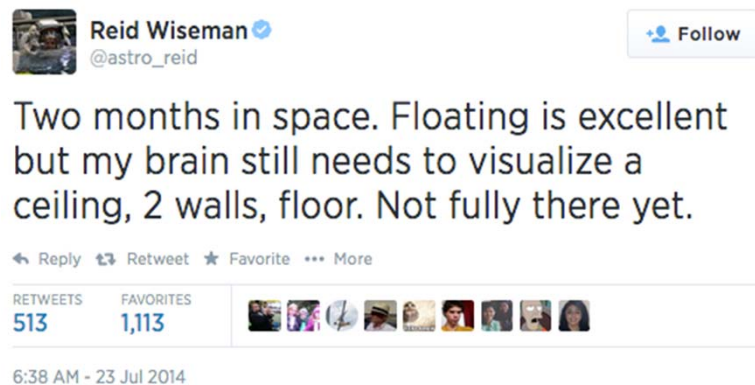 Reid Wiseman
@astro_reid
Follow
Two months in space. Floating is excellent
but my brain still needs to visualize a
ceiling, 2 walls, floor. Not fully there yet.
Reply Retweet Favorite ••• More
RETWEETS FAVORITES
513 1,113
6:38 AM - 23 Jul 2014